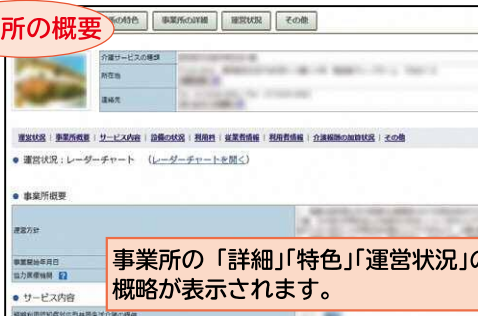 所の概要
所の特色 事業所の詳細 運営状況 その他
介護サービスの種類
所在地
連絡先
運営状況 | 事業所概要 | サービス内容 | 設備の状況 | 利用料 | 従業者情報 | 利用者情報 | 介護報酬の加算状況 | その他
● 運営状況：レーダーチャート （レーダーチャートを開く）
● 事業所概要
運営方針
事業開始年月日
協力医療機関 ?
● サービス内容
事業所の「詳細」「特色」「運営状況」の
概略が表示されます。